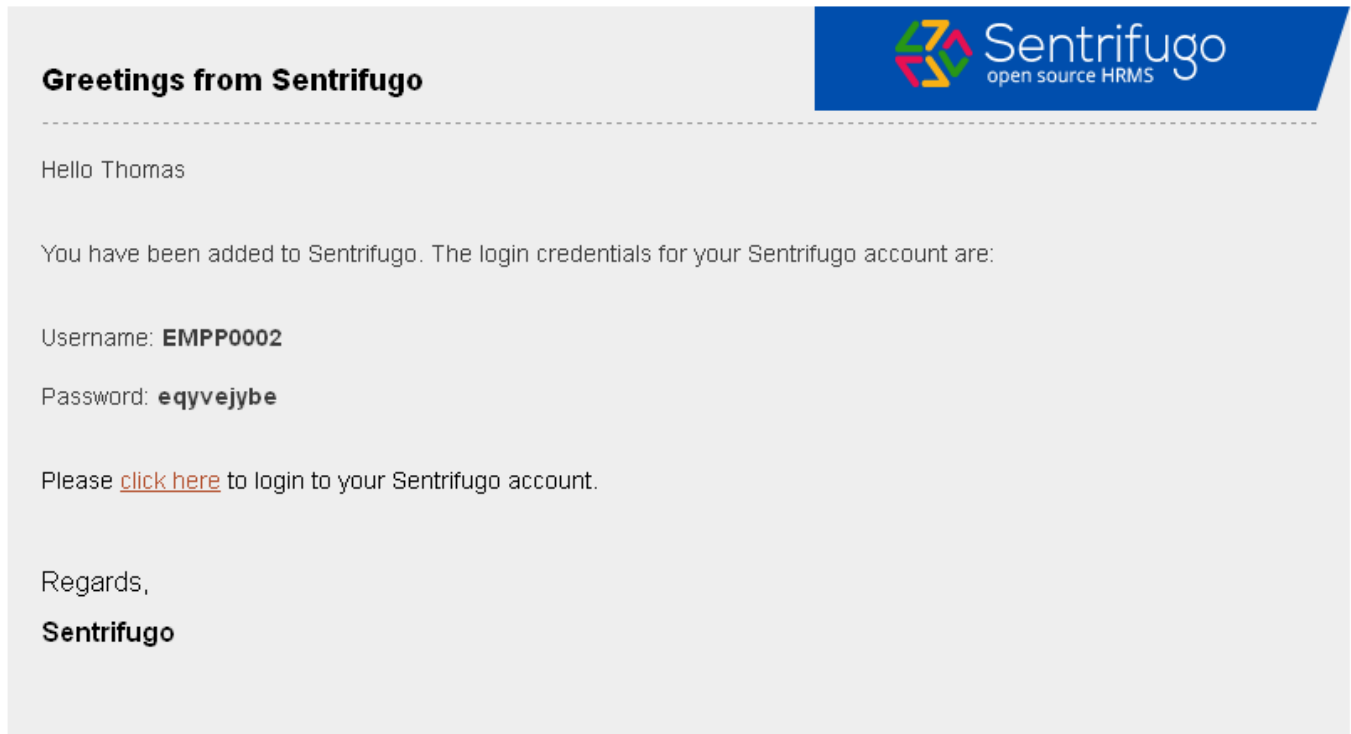 Sentrifugo
open source HRMS
Greetings from Sentrifugo
Hello Thomas
You have been added to Sentrifugo. The login credentials for your Sentrifugo account are:
Username: EMPP0002
Password: eqyvejybe
Please click here to login to your Sentrifugo account.
Regards,
Sentrifugo